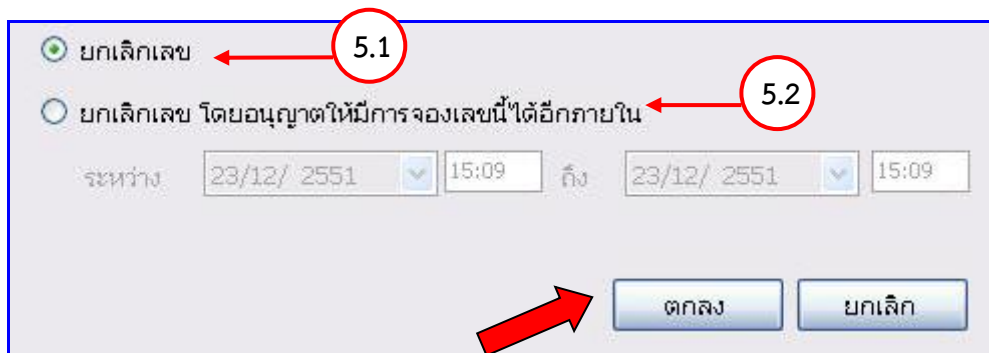 ยกเลิกเลข 5.1
ยกเลิกเลข โดยอนุญาตให้มีการจองเลขนี้ได้อีกภายใน 5.2
ระหว่าง 23/12/ 2551 15:09 ถึง 23/12/ 2551 15:09
ตกลง ยกเลิก